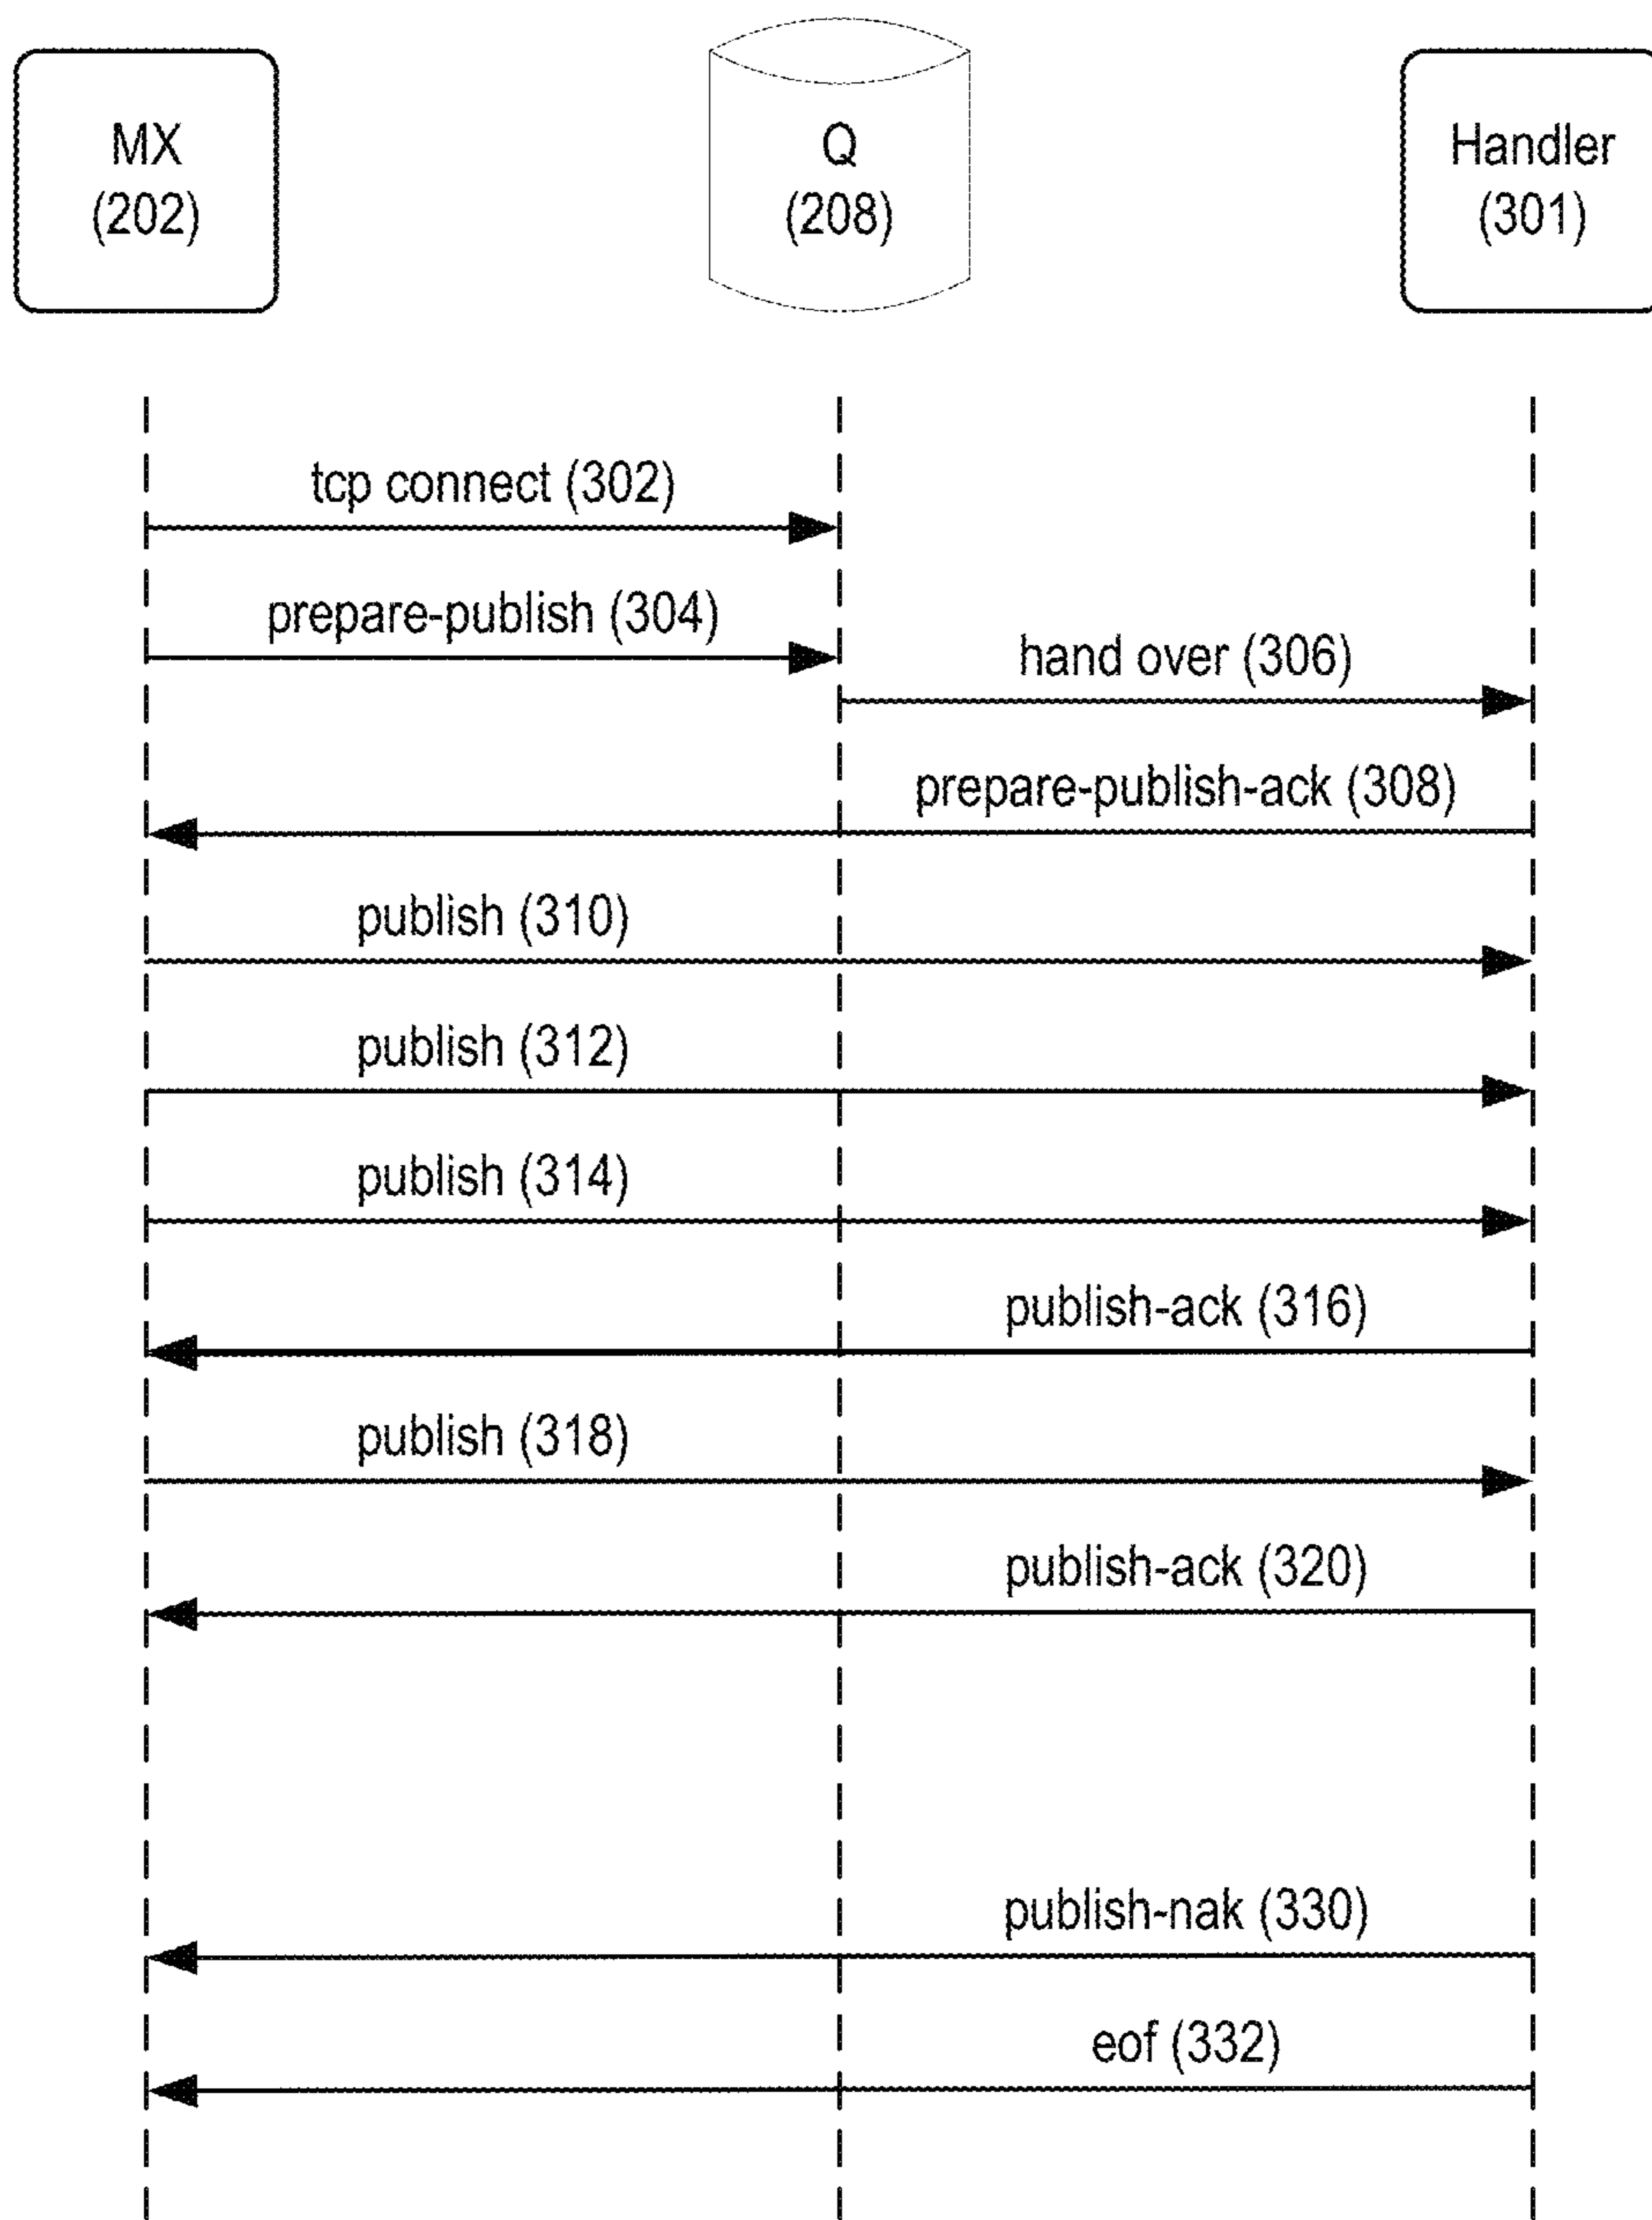 MX
(202)
Q
(208)
Handler
(301)
tcp connect (302)
prepare-publish (304)
hand over (306)
prepare-publish-ack (308)
publish (310)
publish (312)
publish (314)
publish-ack (316)
publish (318)
publish-ack (320)
publish-nak (330)
eof (332)